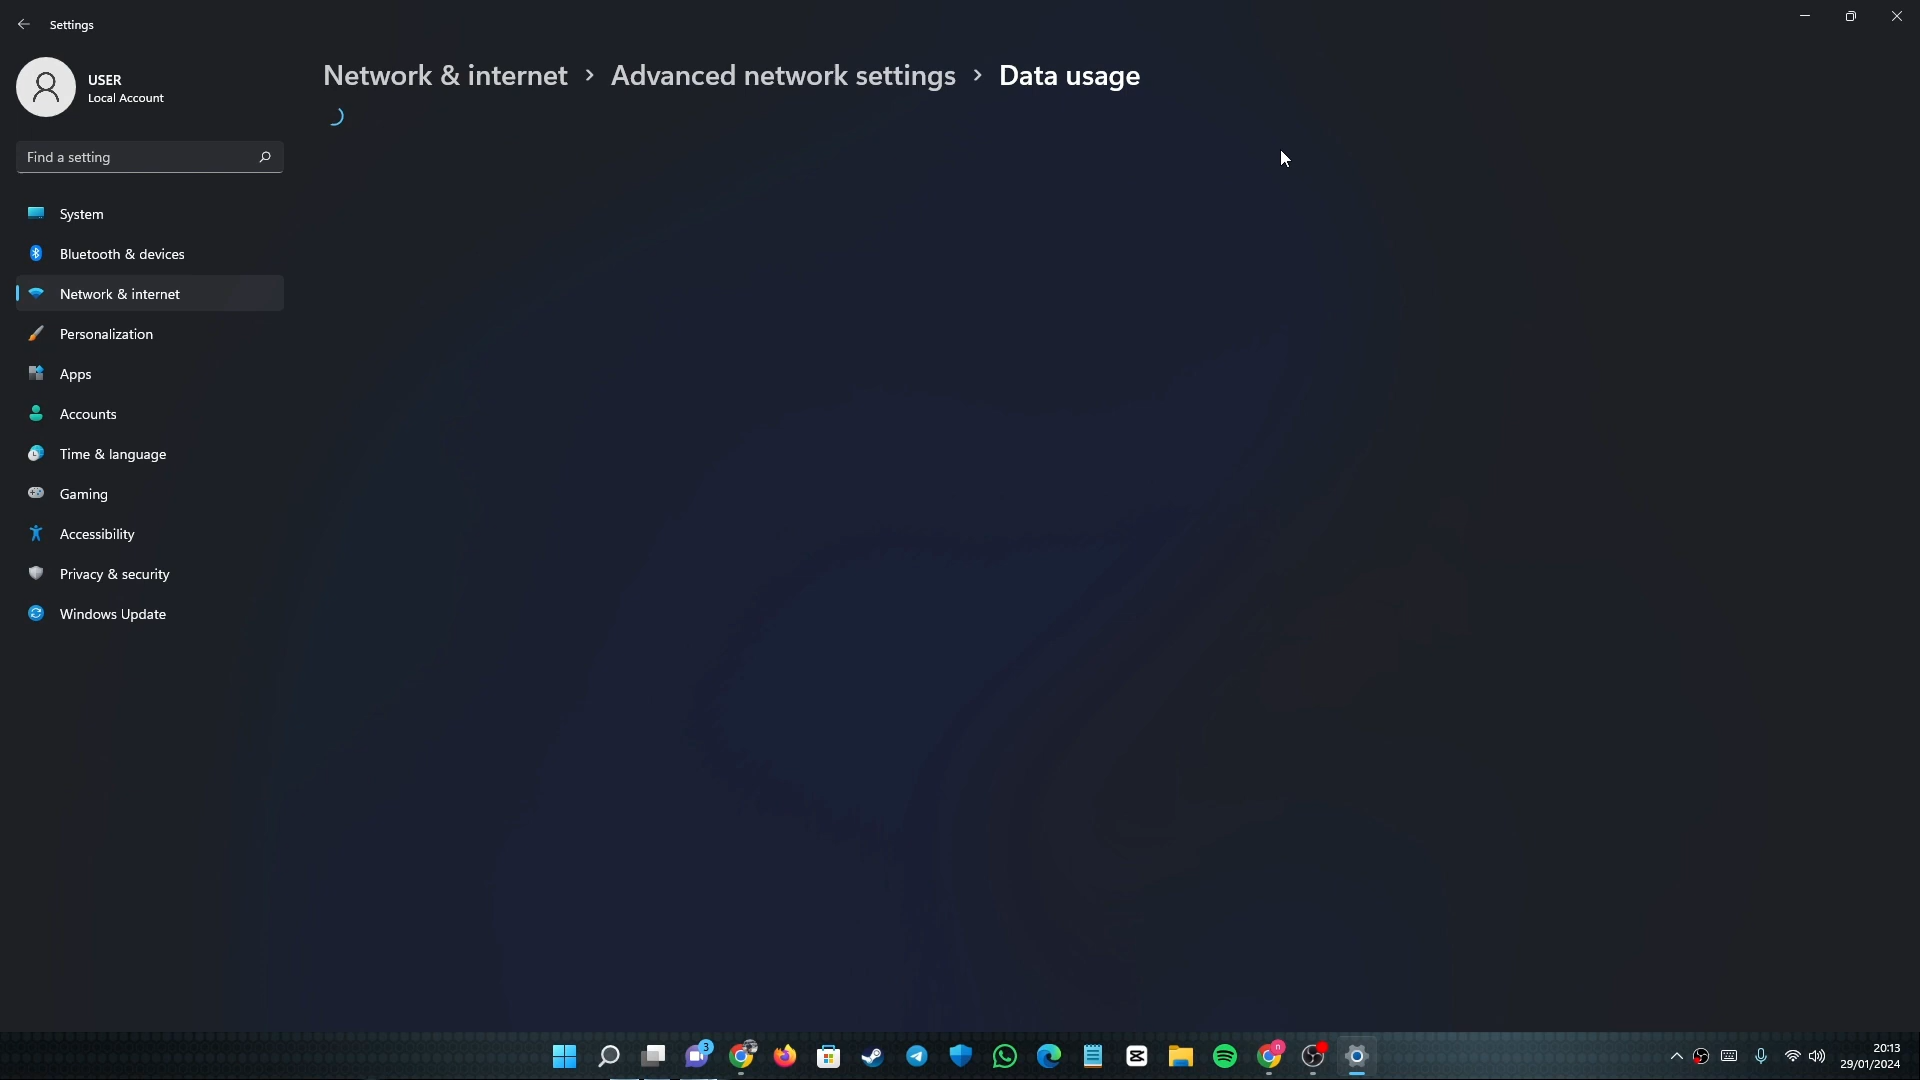 Settings
USER
Local Account
Find a setting
System
Bluetooth & devices
Network & internet
Personalization
Apps
Accounts
Time & language
Gaming
Accessibility
Privacy & security
Windows Update
Network & internet > Advanced network settings > Data usage
3
n
20:13
29/01/2024